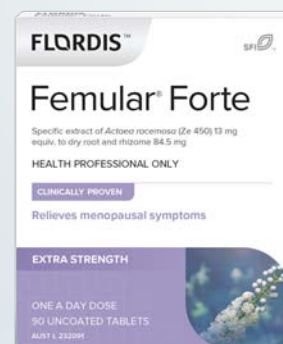 FLORDIS™
SFI
Femular® Forte
Specific extract of Actaea racemosa (Ze 450) 13 mg
equiv. to dry root and rhizome 84.5 mg
HEALTH PROFESSIONAL ONLY
CLINICALLY PROVEN
Relieves menopausal symptoms
EXTRA STRENGTH
ONE A DAY DOSE
90 UNCOATED TABLETS
AUST L 232091